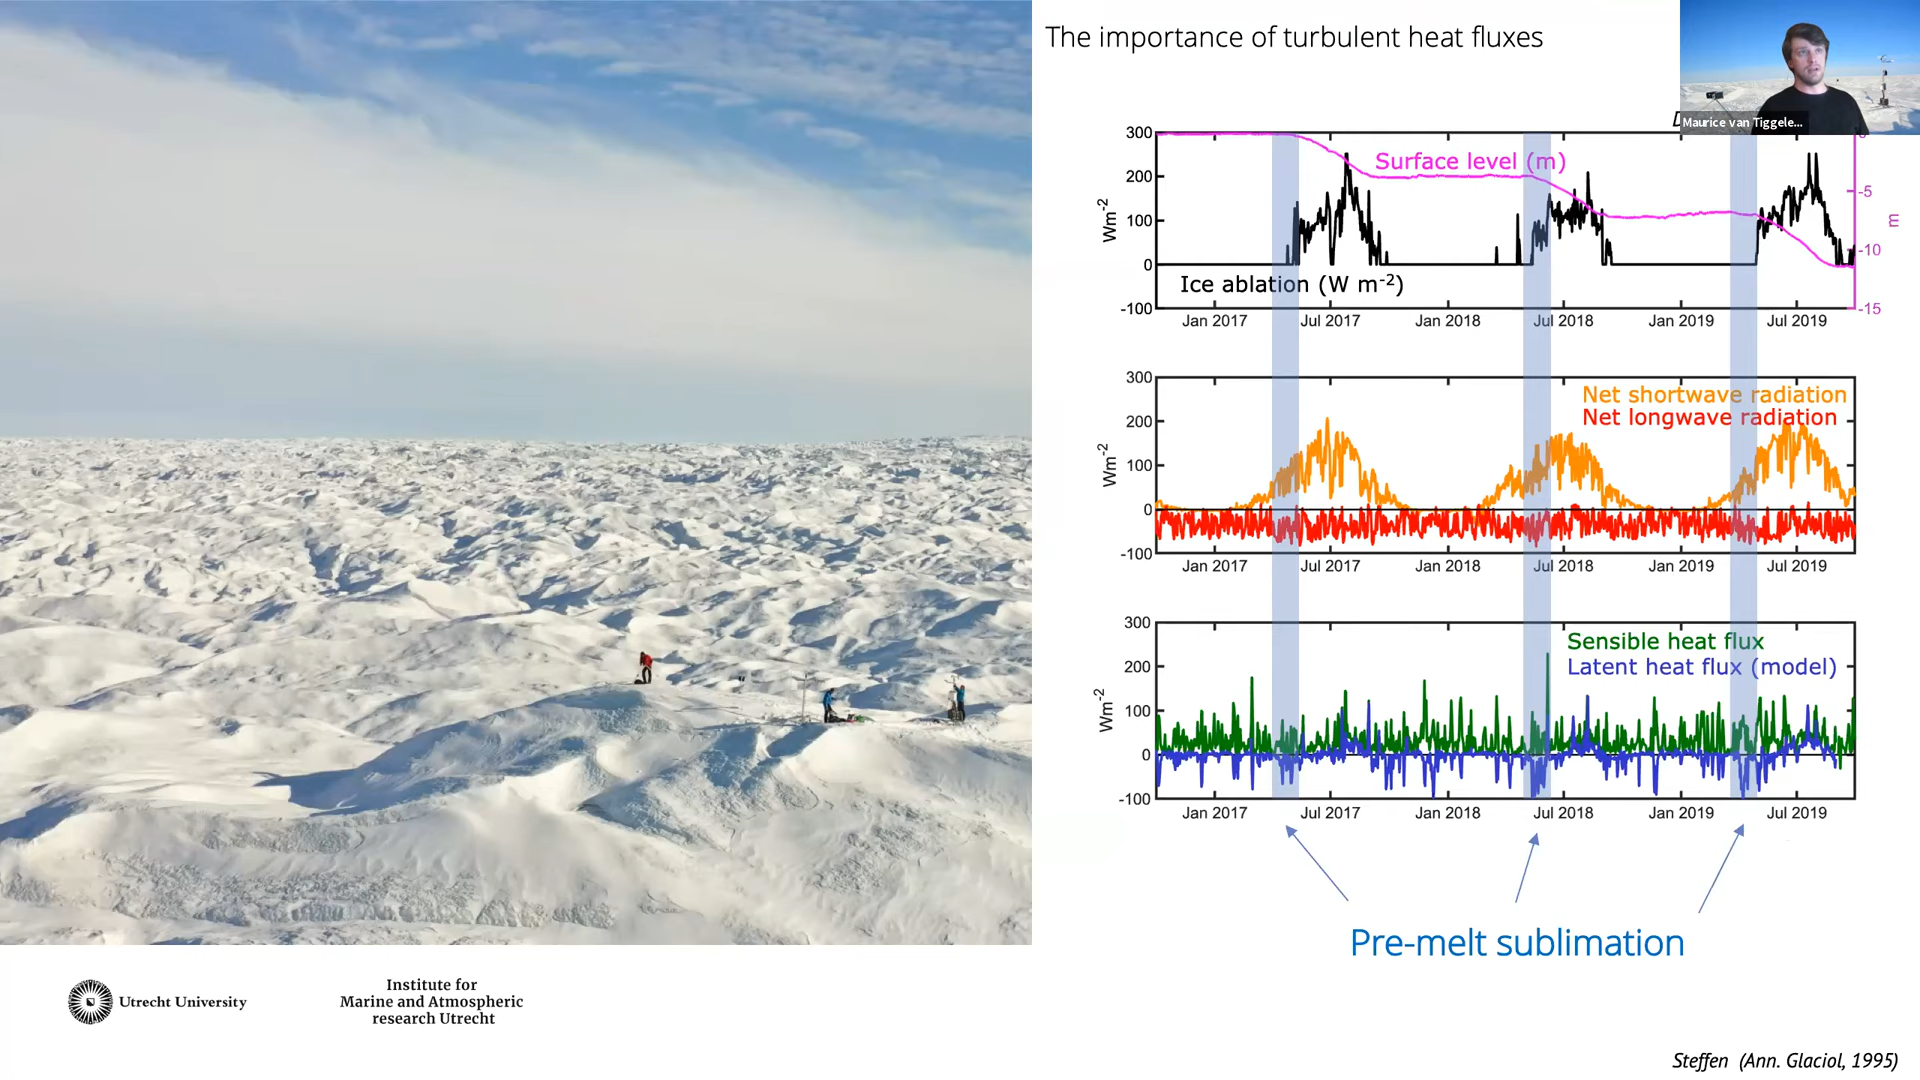 The importance of turbulent heat fluxes
Maurice van Tiggele...
300
200
100
0
-100
Wm-2
Surface level (m)
Ice ablation (W m-2)
-5
-10
-15
m
Jan 2017 Jul 2017 Jan 2018 Jul 2018 Jan 2019 Jul 2019
300
200
100
0
-100
Wm-2
Net shortwave radiation
Net longwave radiation
Jan 2017 Jul 2017 Jan 2018 Jul 2018 Jan 2019 Jul 2019
300
200
100
0
-100
Wm-2
Sensible heat flux
Latent heat flux (model)
Jan 2017 Jul 2017 Jan 2018 Jul 2018 Jan 2019 Jul 2019
Pre-melt sublimation
Utrecht University
Institute for
Marine and Atmospheric
research Utrecht
Steffen (Ann. Glaciol, 1995)